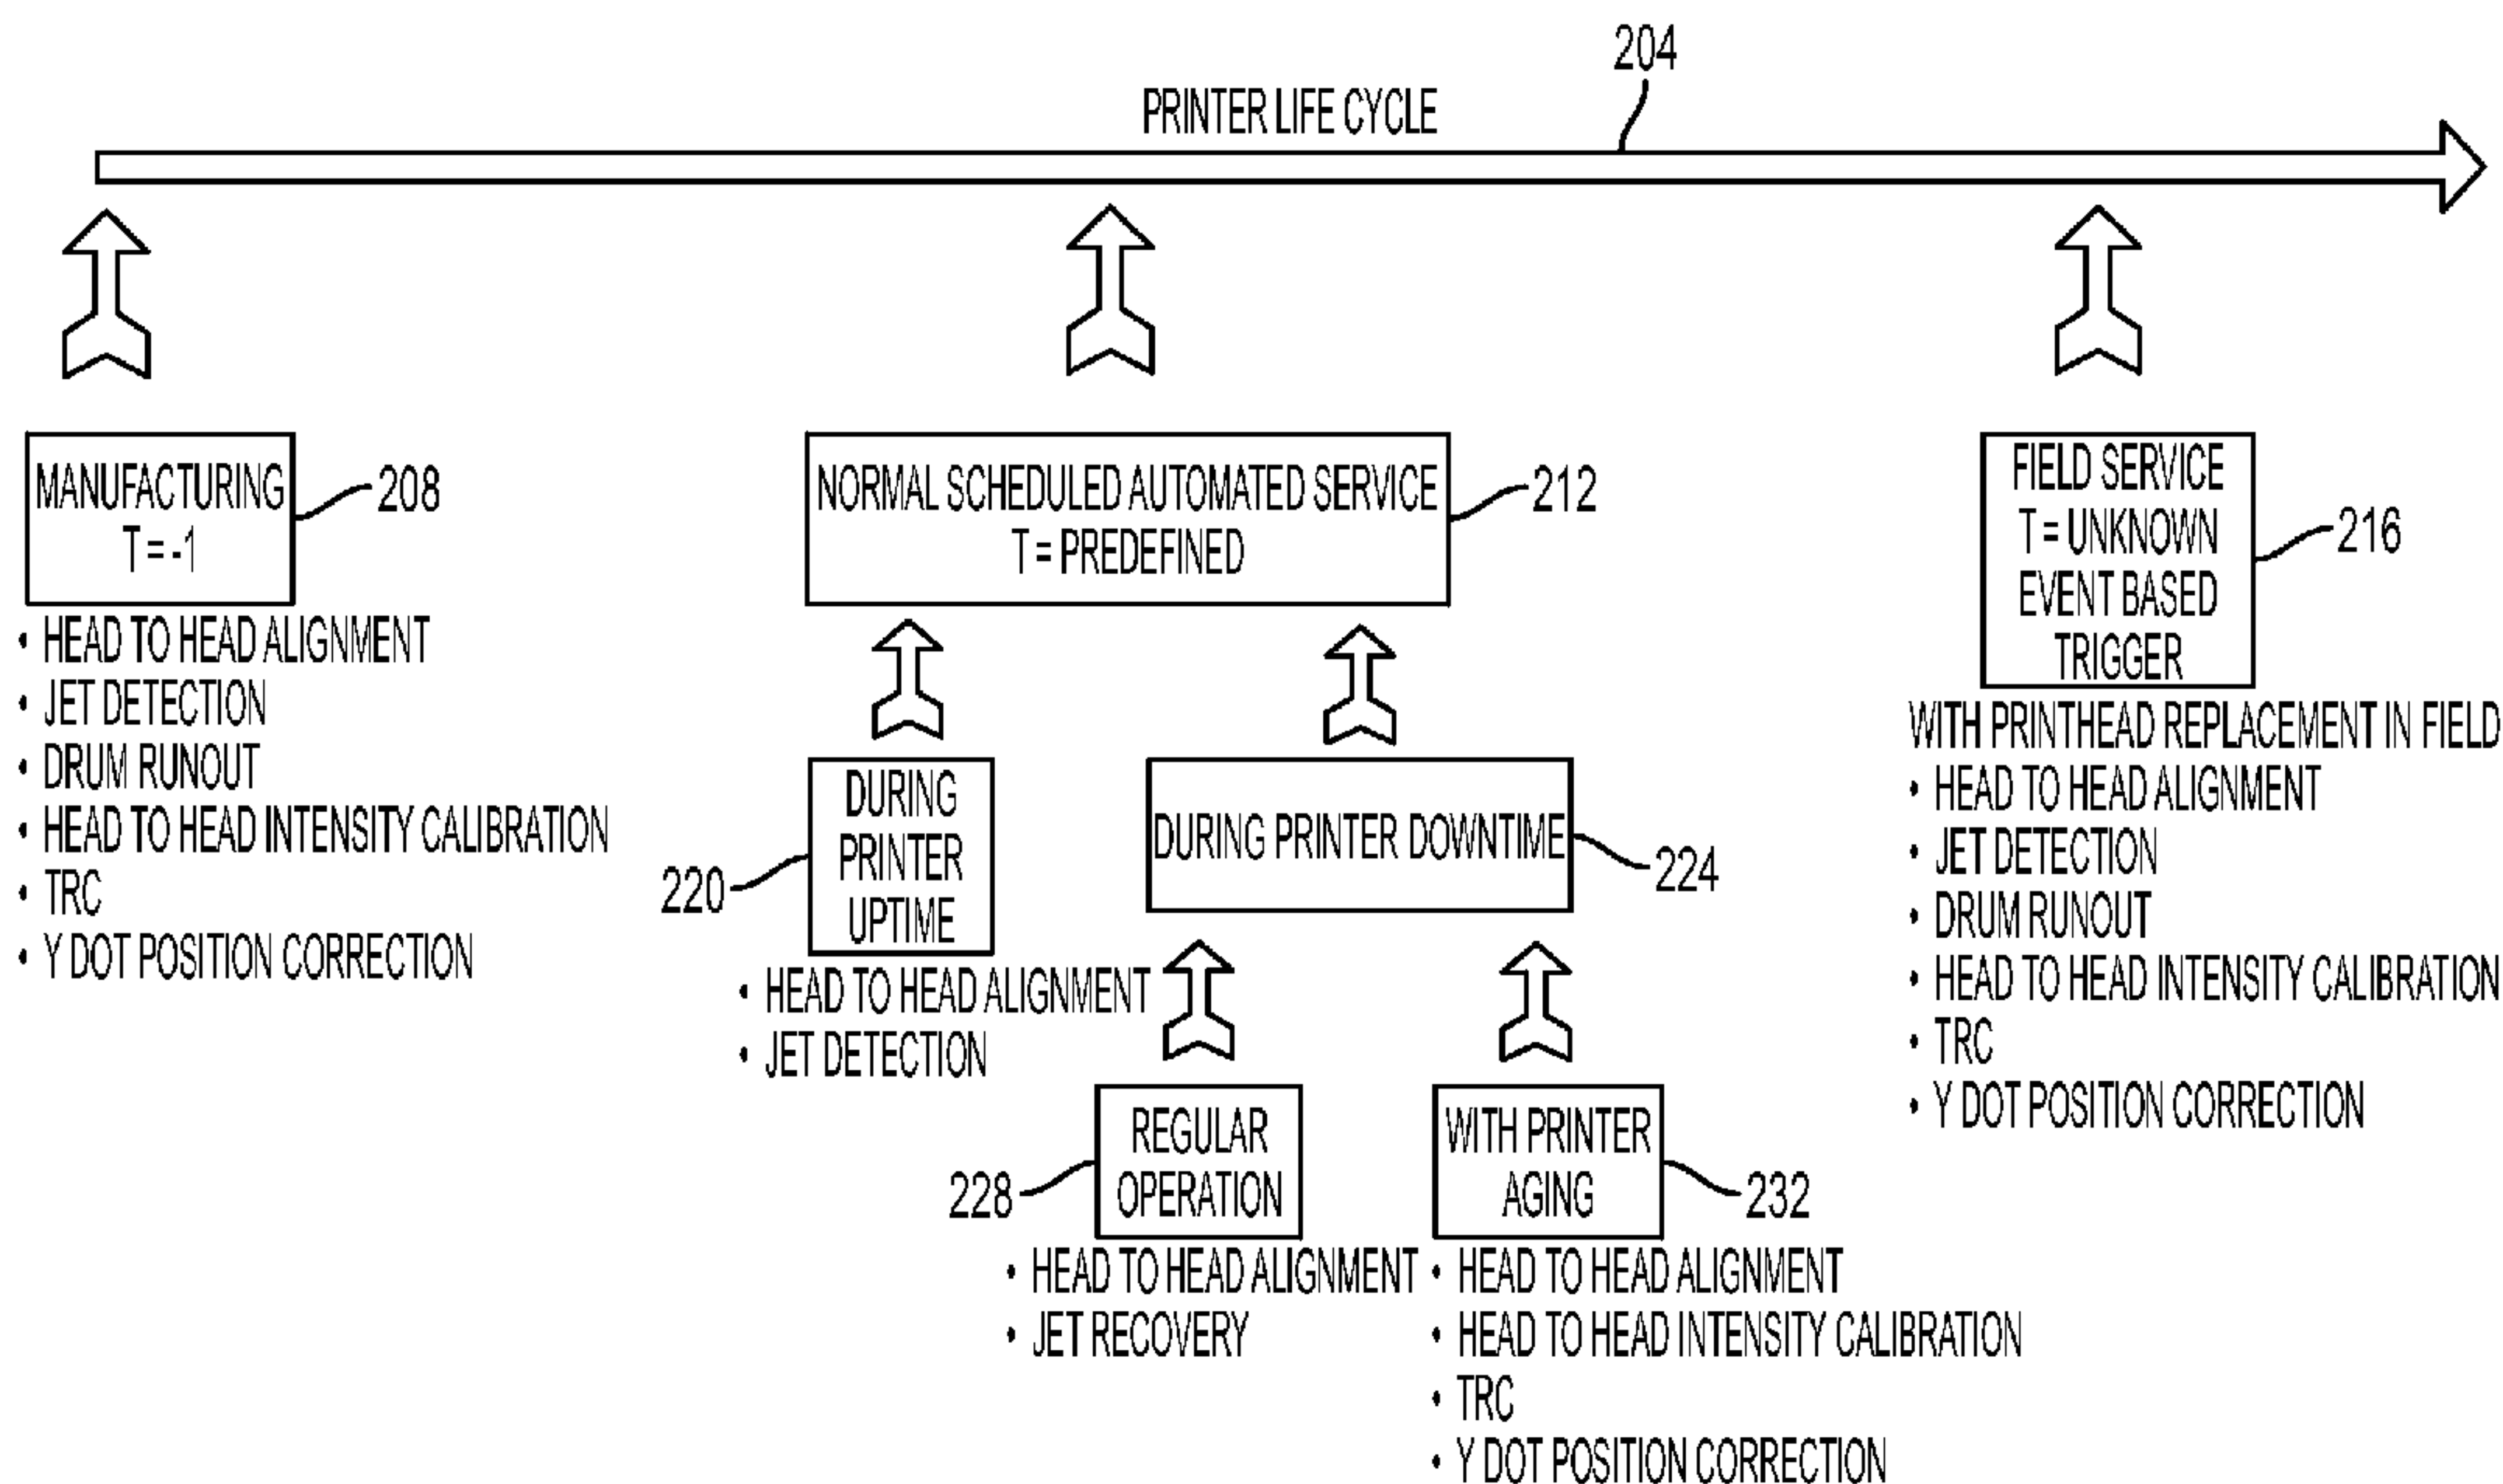 204
PRINTER LIFE CYCLE
MANUFACTURING
T = -1
208
• HEAD TO HEAD ALIGNMENT
• JET DETECTION
• DRUM RUNOUT
• HEAD TO HEAD INTENSITY CALIBRATION
• TRC
• Y DOT POSITION CORRECTION
NORMAL SCHEDULED AUTOMATED SERVICE
T = PREDEFINED
212
DURING
PRINTER
UPTIME
220
• HEAD TO HEAD ALIGNMENT
• JET DETECTION
DURING PRINTER DOWNTIME
224
REGULAR
OPERATION
228
• HEAD TO HEAD ALIGNMENT
• JET RECOVERY
WITH PRINTER
AGING
232
• HEAD TO HEAD ALIGNMENT
• HEAD TO HEAD INTENSITY CALIBRATION
• TRC
• Y DOT POSITION CORRECTION
FIELD SERVICE
T = UNKNOWN
EVENT BASED
TRIGGER
216
WITH PRINTHEAD REPLACEMENT IN FIELD
• HEAD TO HEAD ALIGNMENT
• JET DETECTION
• DRUM RUNOUT
• HEAD TO HEAD INTENSITY CALIBRATION
• TRC
• Y DOT POSITION CORRECTION